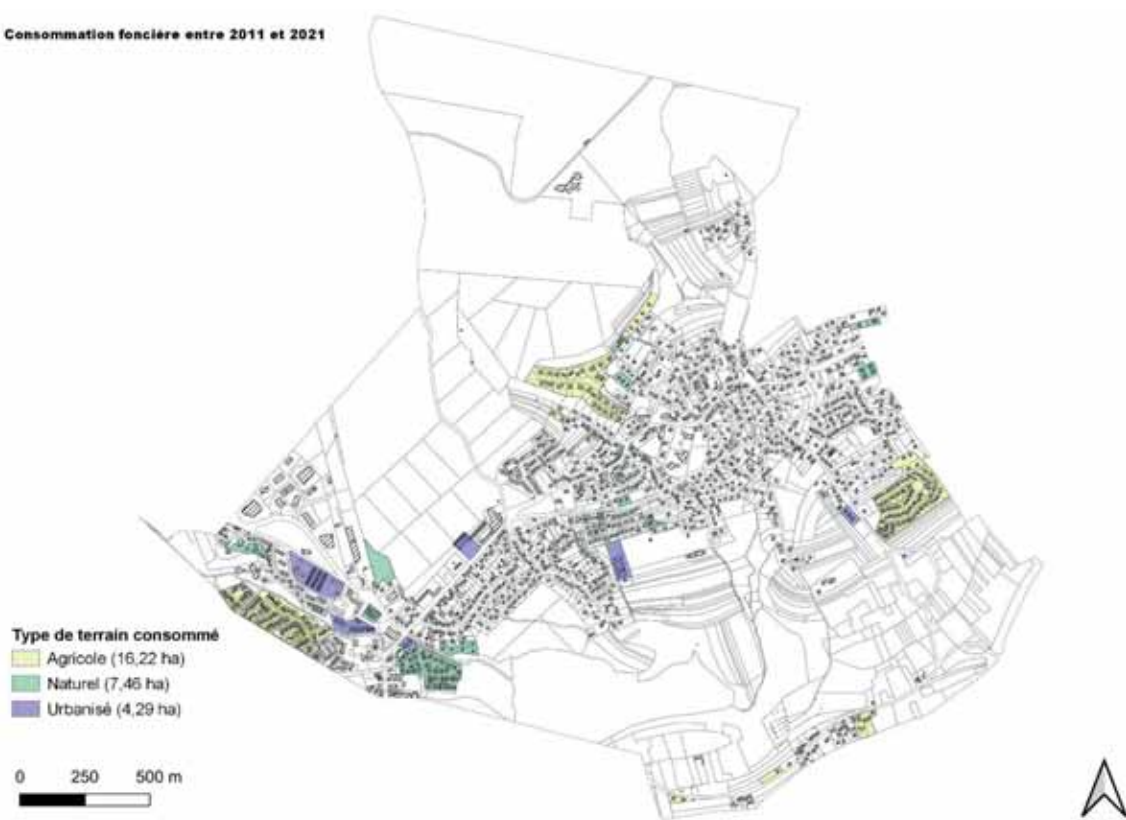 Consommation foncière entre 2011 et 2021
Type de terrain consommé
Agricole (16,22 ha)
Naturel (7,46 ha)
Urbanisé (4,29 ha)
0 250 500 m